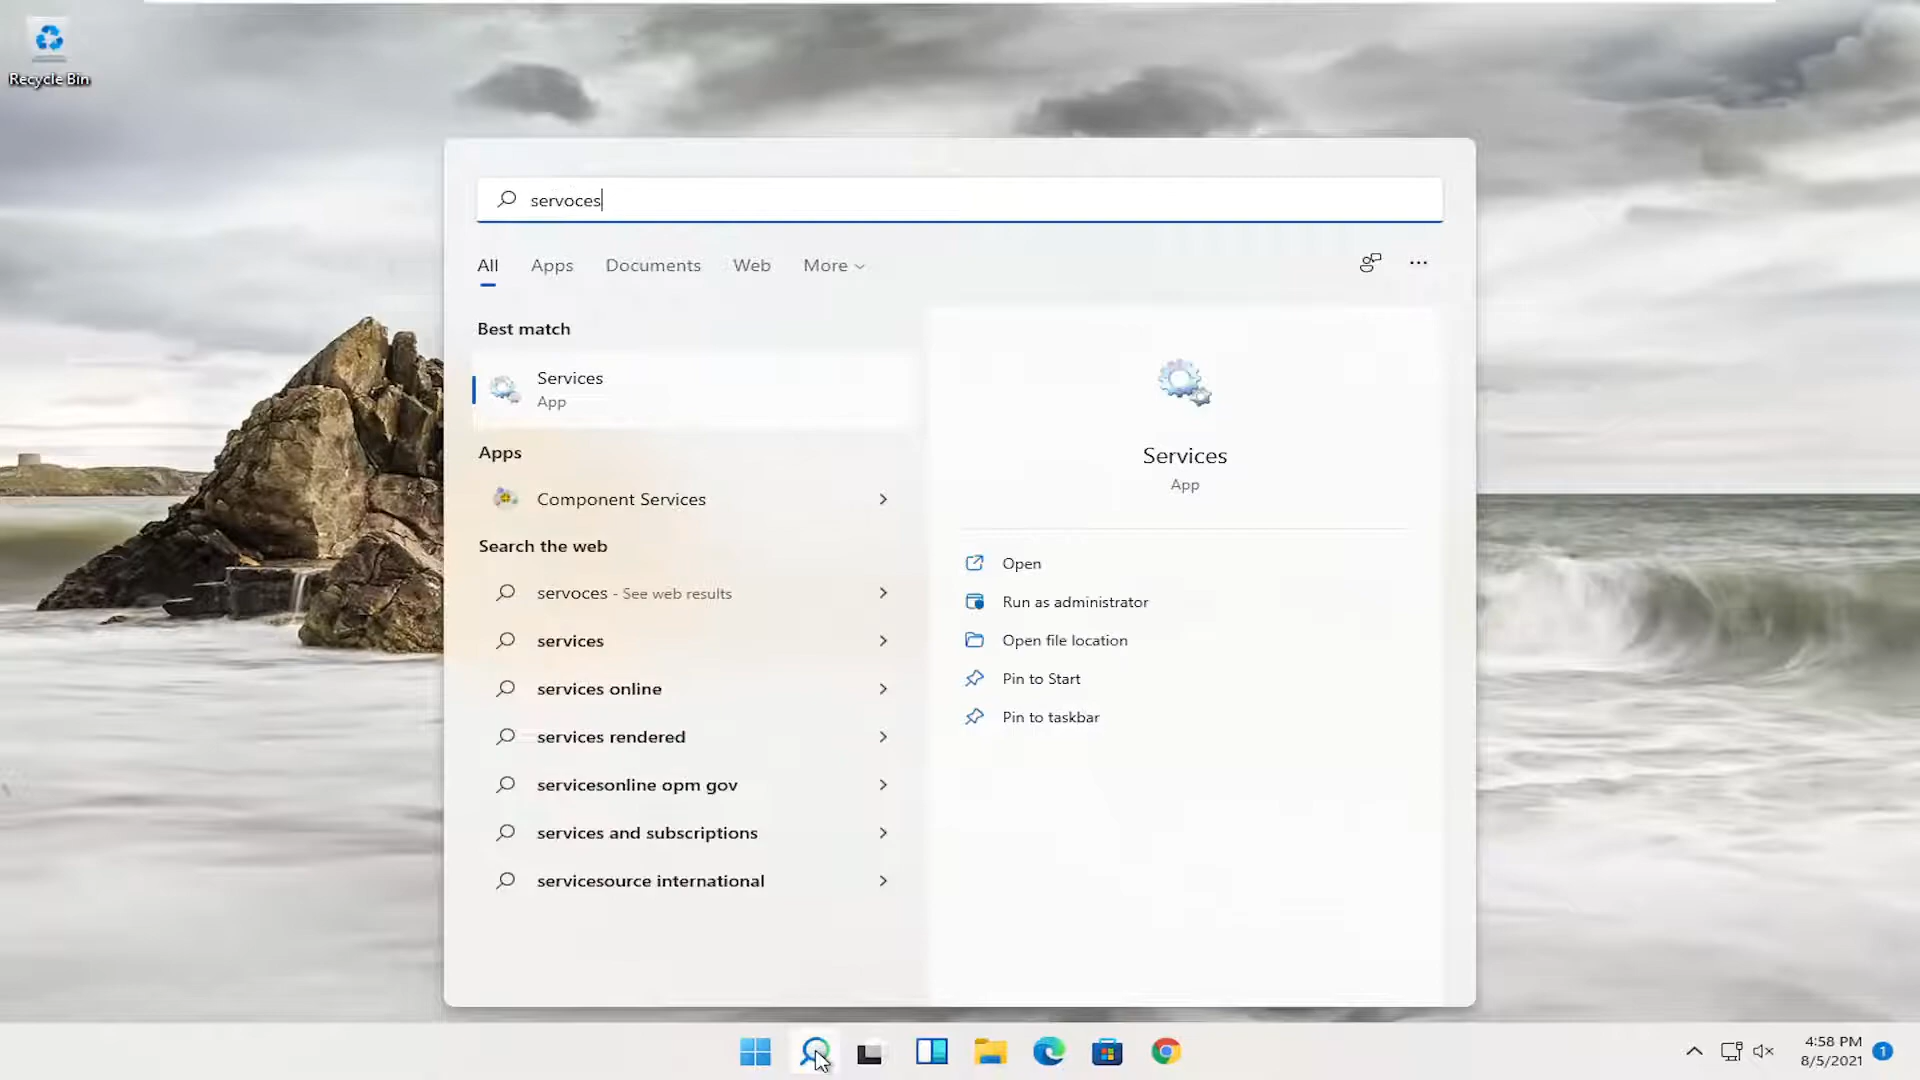 Recycle Bin
servoces
All Apps Documents Web More
Best match
Services
App
Apps
Component Services
Search the web
servoces - See web results
services
services online
services rendered
servicesonline opm gov
services and subscriptions
servicesource international
Services
App
Open
Run as administrator
Open file location
Pin to Start
Pin to taskbar
4:58 PM
8/5/2021
1